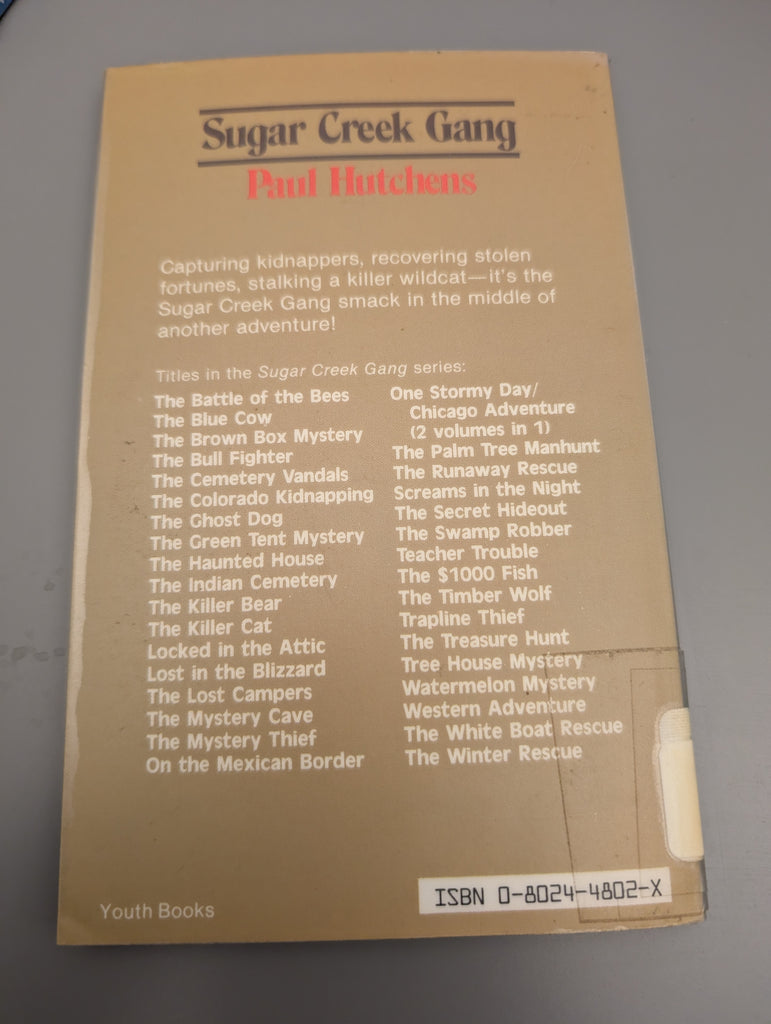 Sugar Creek Gang
Paul Hutchens
Capturing kidnappers, recovering stolen
fortunes, stalking a killer wildcat—it's the
Sugar Creek Gang smack in the middle of
another adventure!
Titles in the Sugar Creek Gang series:
The Battle of the Bees
The Blue Cow
The Brown Box Mystery
The Bull Fighter
The Cemetery Vandals
The Colorado Kidnapping
The Ghost Dog
The Green Tent Mystery
The Haunted House
The Indian Cemetery
The Killer Bear
The Killer Cat
Locked in the Attic
Lost in the Blizzard
The Lost Campers
The Mystery Cave
The Mystery Thief
On the Mexican Border
One Stormy Day/
Chicago Adventure
(2 volumes in 1)
The Palm Tree Manhunt
The Runaway Rescue
Screams in the Night
The Secret Hideout
The Swamp Robber
Teacher Trouble
The $1000 Fish
The Timber Wolf
Trapline Thief
The Treasure Hunt
Tree House Mystery
Watermelon Mystery
Western Adventure
The White Boat Rescue
The Winter Rescue
Youth Books
ISBN 0-8024-4802-X